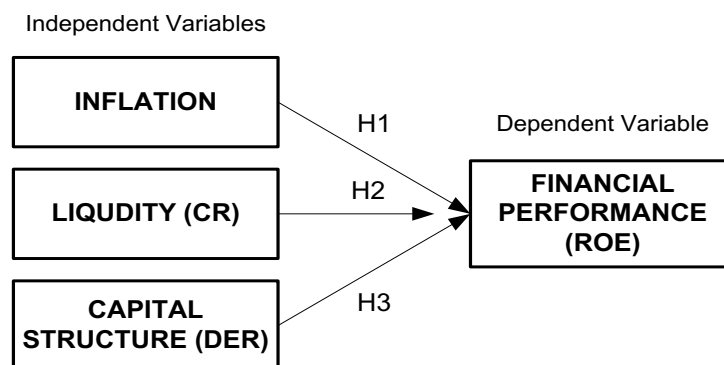 Independent Variables
INFLATION
H1
Dependent Variable
LIQUDITY (CR)
H2
FINANCIAL
PERFORMANCE
(ROE)
CAPITAL
STRUCTURE (DER)
H3